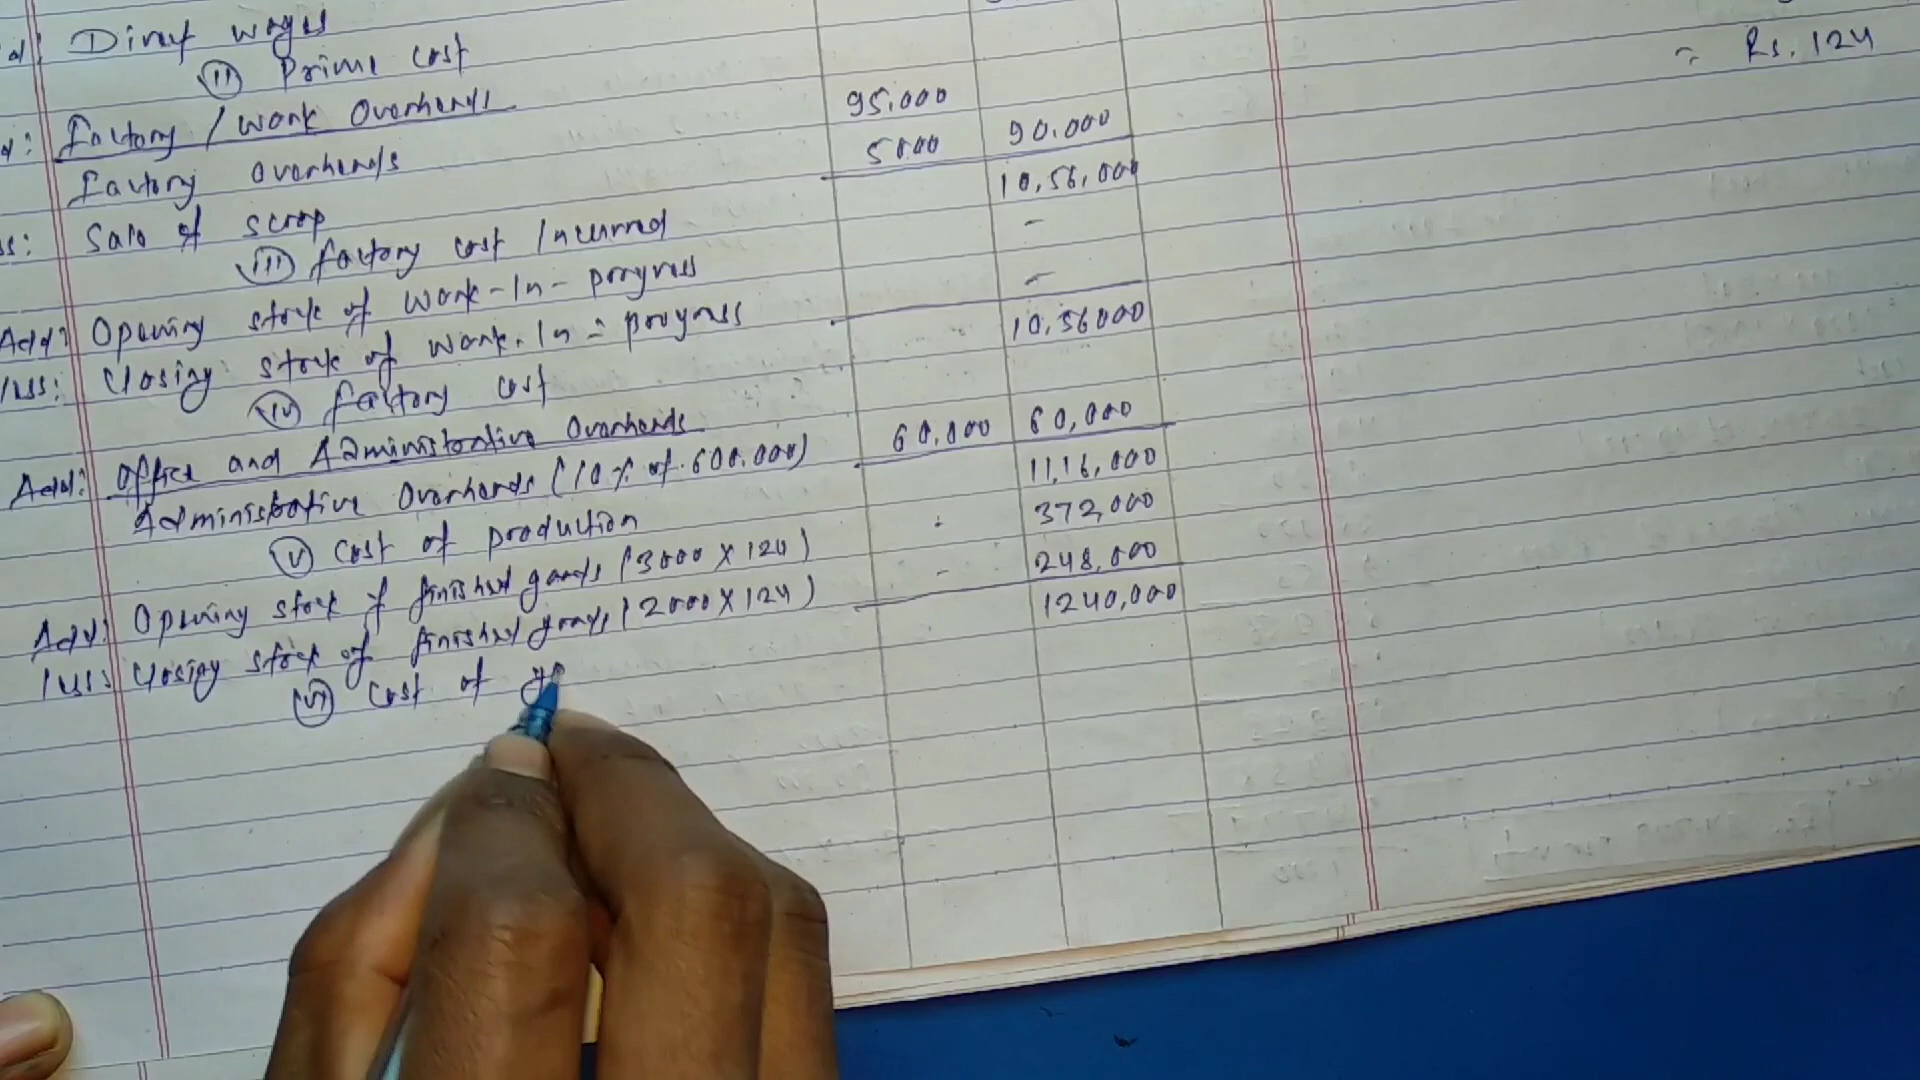 d: Direct wages
(II) Prime cost
= Rs. 124
d: Factory / Work Overheads
Factory Overheads 95,000
ss: Sale of scrap 5000 90,000
(III) Factory cost Incurred 10,56,000
Add: Opening stock of Work-In-progress -
less: Closing stock of Work-In-progress -
(IV) Factory cost 10,56000
Add: Office and Administrative Overheads
Administrative Overheads (10% of 600,000) 60,000 60,000
(V) Cost of production 11,16,000
Add: Opening stock of finished goods (3000 X 124) - 372,000
less: Closing stock of finished goods (2000 X 124) - 248,000
(VI) Cost of 1240,000